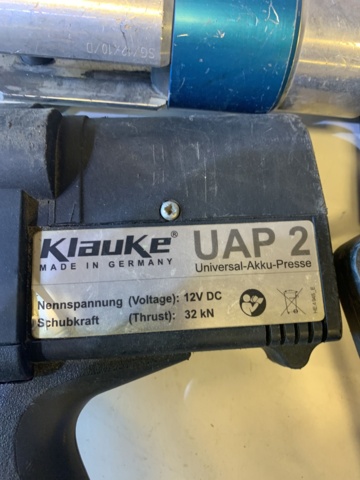 Klauke®
MADE IN GERMANY
UAP 2
Universal-Akku-Presse
Nennspannung (Voltage): 12V DC
Schubkraft (Thrust): 32 kN